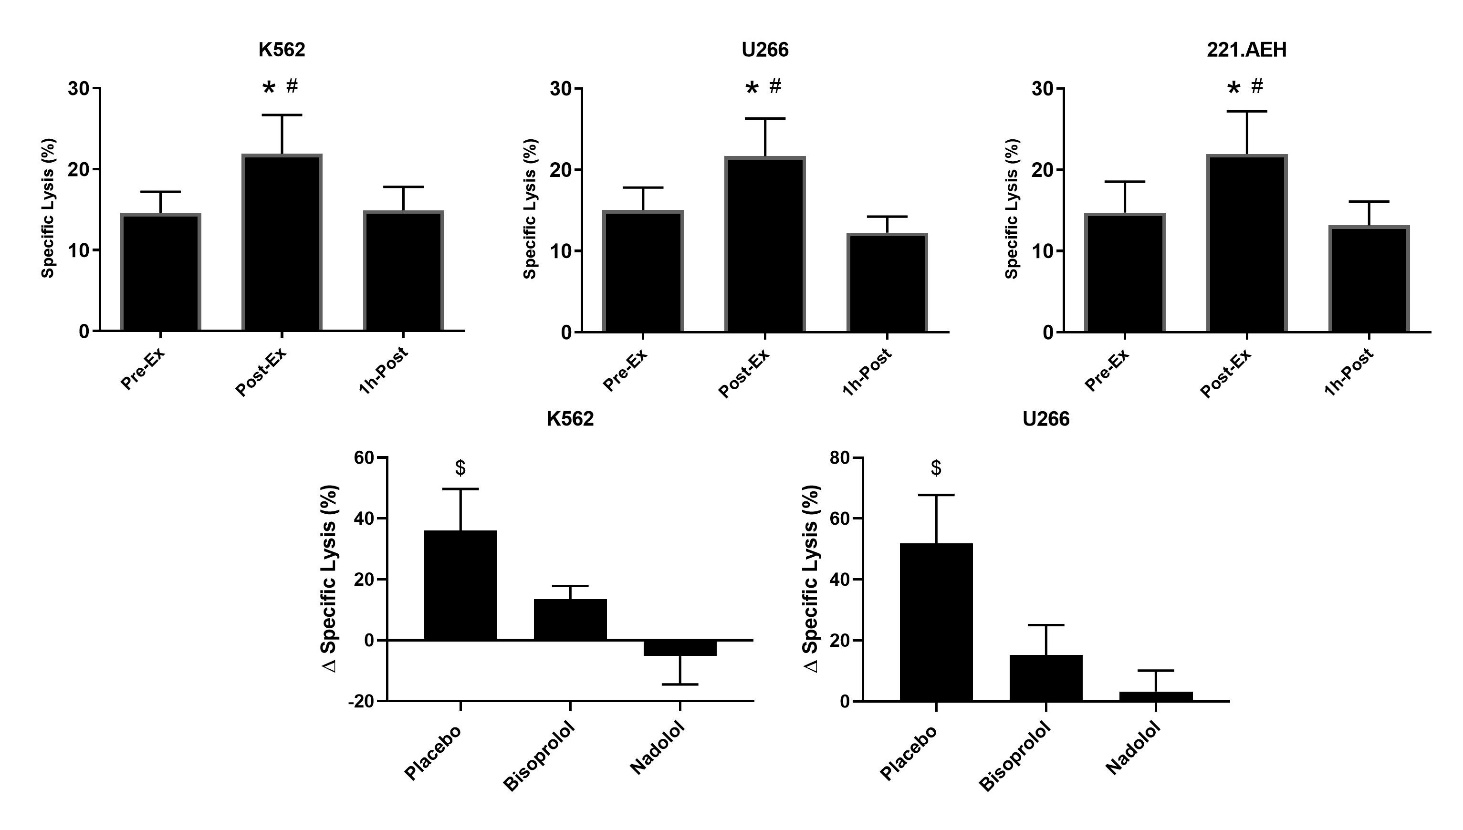 K562
* #
30
20
10
0
Specific Lysis (%)
Pre-Ex
Post-Ex
1h-Post
U266
* #
30
20
10
0
Specific Lysis (%)
Pre-Ex
Post-Ex
1h-Post
221.AEH
* #
30
20
10
0
Specific Lysis (%)
Pre-Ex
Post-Ex
1h-Post
K562
$
60
40
20
0
-20
Δ Specific Lysis (%)
Placebo
Bisoprolol
Nadolol
U266
$
80
60
40
20
0
Δ Specific Lysis (%)
Placebo
Bisoprolol
Nadolol